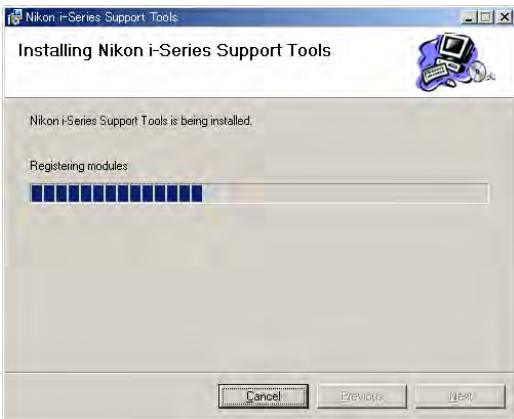 Nikon i-Series Support Tools
Installing Nikon i-Series Support Tools
Nikon i-Series Support Tools is being installed.
Registering modules
Cancel
Previous
Next